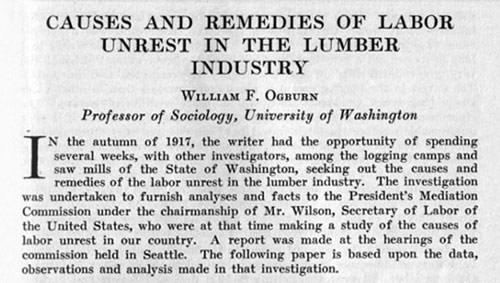 CAUSES AND REMEDIES OF LABOR
UNREST IN THE LUMBER
INDUSTRY
William F. Ogburn
Professor of Sociology, University of Washington
IN the autumn of 1917, the writer had the opportunity of spending
several weeks, with other investigators, among the logging camps and
saw mills of the State of Washington, seeking out the causes and
remedies of the labor unrest in the lumber industry. The investigation
was undertaken to furnish analyses and facts to the President's Mediation
Commission under the chairmanship of Mr. Wilson, Secretary of Labor of
the United States, who were at that time making a study of the causes of
labor unrest in our country. A report was made at the hearings of the
commission held in Seattle. The following paper is based upon the data,
observations and analysis made in that investigation.